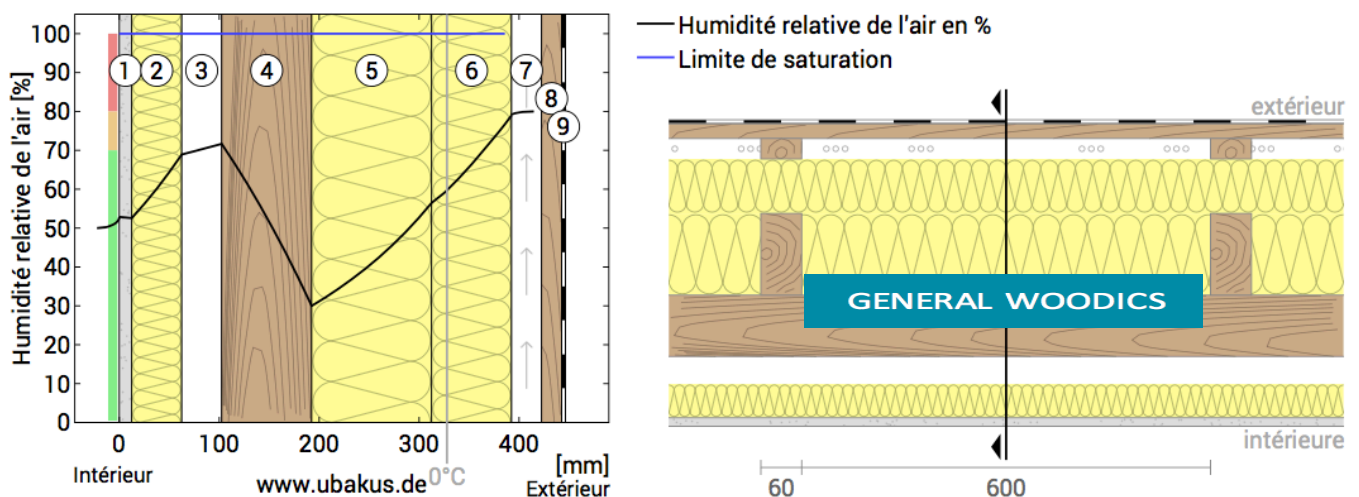 Humidité relative de l'air [%]
100
90
80
70
60
50
40
30
20
10
0
1 2 3 4 5 6 7
8
9
0 100 200 300 400
[mm]
Intérieur
www.ubakus.de
0°C
Extérieur
Humidité relative de l'air en %
Limite de saturation
extérieur
GENERAL WOODICS
intérieure
60 600